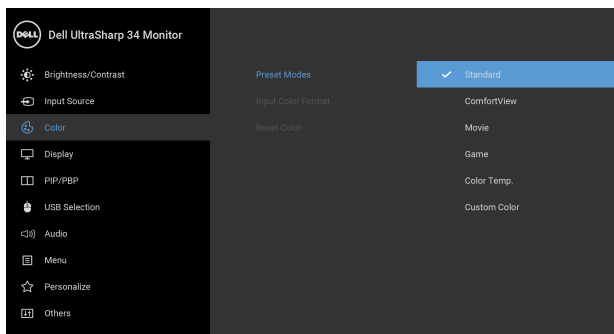 DELL Dell UltraSharp 34 Monitor
Brightness/Contrast Preset Modes Standard
Input Source Input Color Format ComfortView
Color Reset Color Movie
Display Game
PIP/PBP Color Temp.
USB Selection Custom Color
Audio
Menu
Personalize
Others